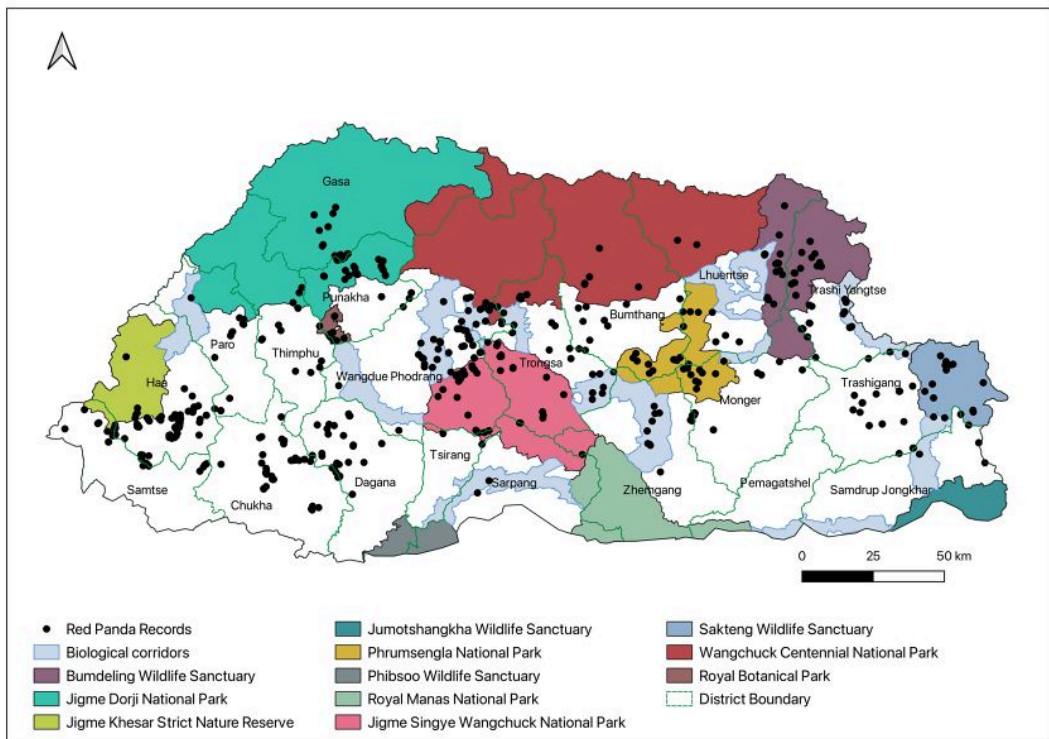 Gasa
Punakha
Lhuentse
Trashi Yangtse
Bumthang
Paro
Thimphu
Haa
Wangdue Phodrang
Trongsa
Monger
Trashigang
Tsirang
Samtse
Chukha
Dagana
Sarpang
Zhemgang
Pemagatshel
Samdrup Jongkhar
0 25 50 km
Red Panda Records
Biological corridors
Bumdeling Wildlife Sanctuary
Jigme Dorji National Park
Jigme Khesar Strict Nature Reserve
Jumotshangkha Wildlife Sanctuary
Phrumsengla National Park
Phibsoo Wildlife Sanctuary
Royal Manas National Park
Jigme Singye Wangchuck National Park
Sakteng Wildlife Sanctuary
Wangchuck Centennial National Park
Royal Botanical Park
District Boundary